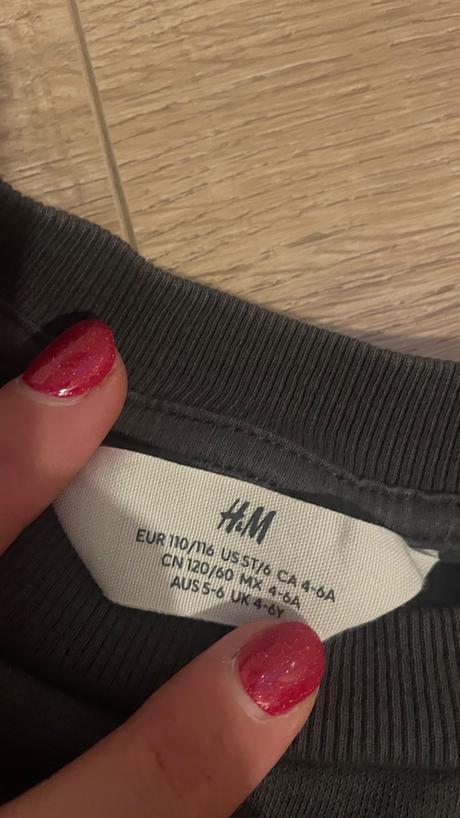 H&M
EUR 110/116 US 5T/6 CA 4-6A
CN 120/60 MX 4-6A
AUS 5-6 UK 4-6Y